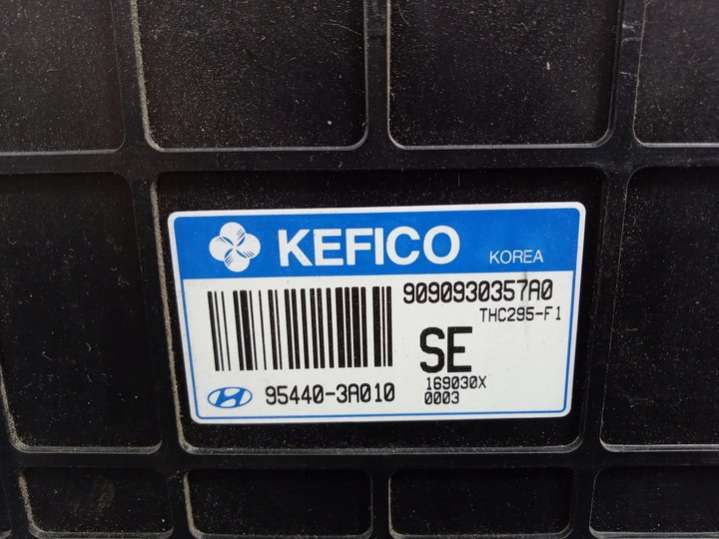 KEFICO KOREA
9090930357A0
THC295-F1
SE
169030X
0003
95440-3A010